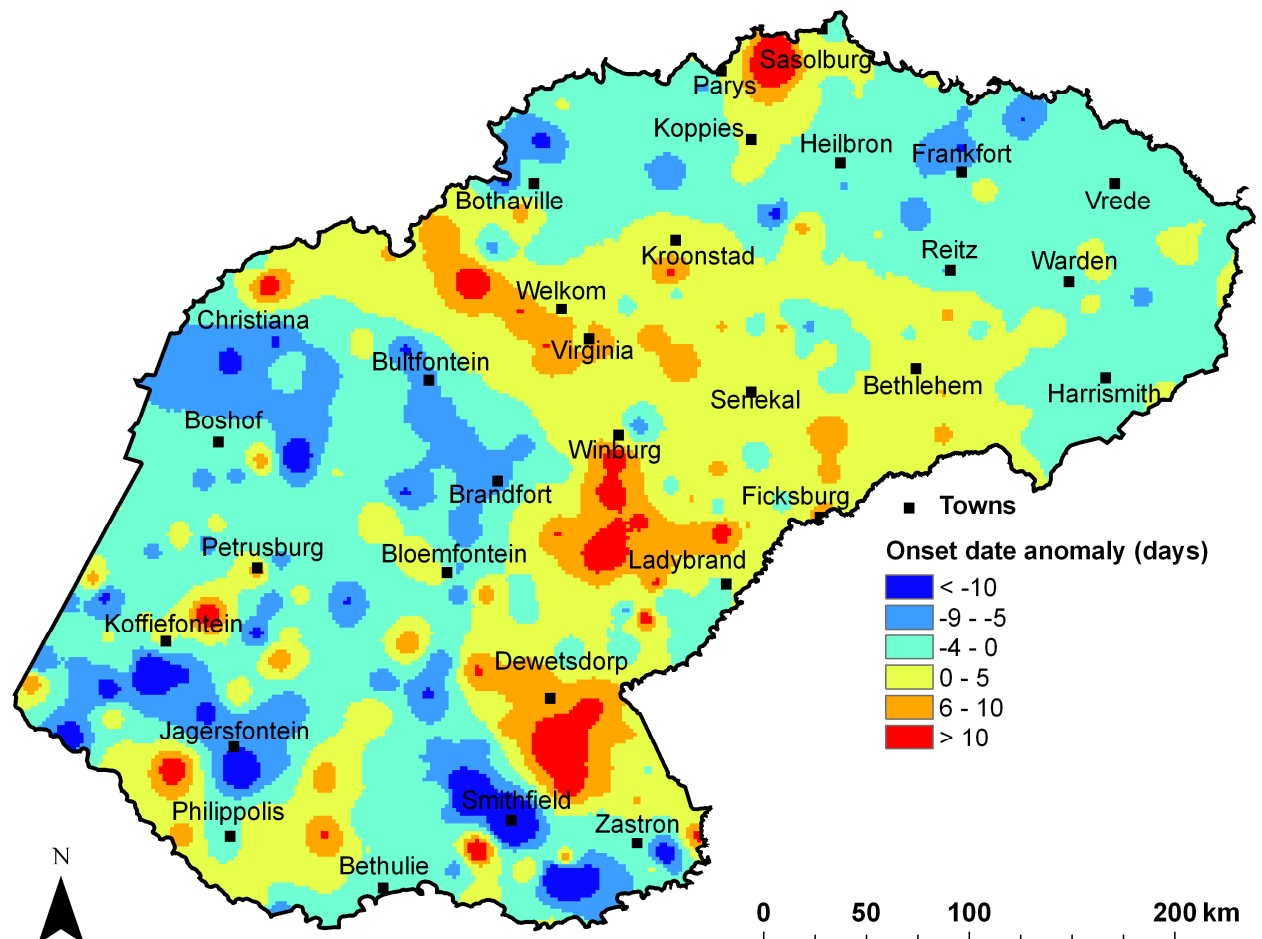 Sasolburg
Parys
Koppies
Heilbron
Frankfort
Bothaville
Vrede
Kroonstad
Reitz
Warden
Welkom
Christiana
Virginia
Bultfontein
Bethlehem
Harrismith
Senekal
Boshof
Winburg
Brandfort
Ficksburg
Towns
Petrusburg
Bloemfontein
Ladybrand
Onset date anomaly (days)
< -10
-9 - -5
-4 - 0
0 - 5
6 - 10
> 10
Koffiefontein
Dewetsdorp
Jagersfontein
Smithfield
Philippolis
Zastron
Bethulie
N
0 50 100 200 km